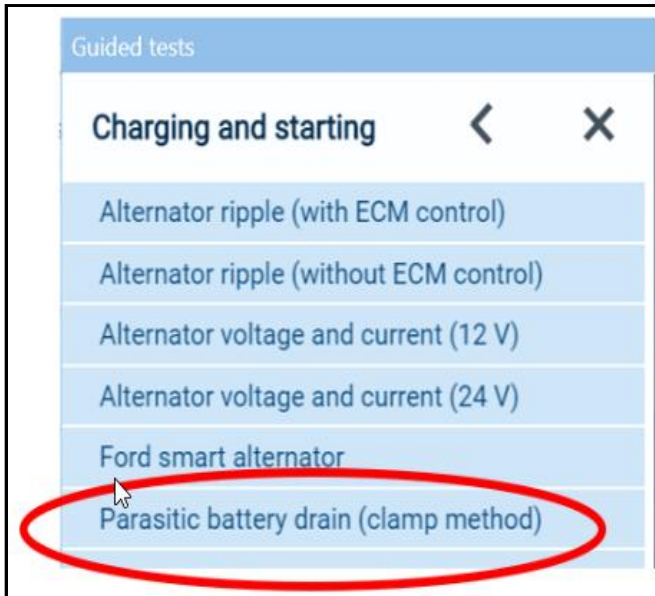 Guided tests
Charging and starting
Alternator ripple (with ECM control)
Alternator ripple (without ECM control)
Alternator voltage and current (12 V)
Alternator voltage and current (24 V)
Ford smart alternator
Parasitic battery drain (clamp method)